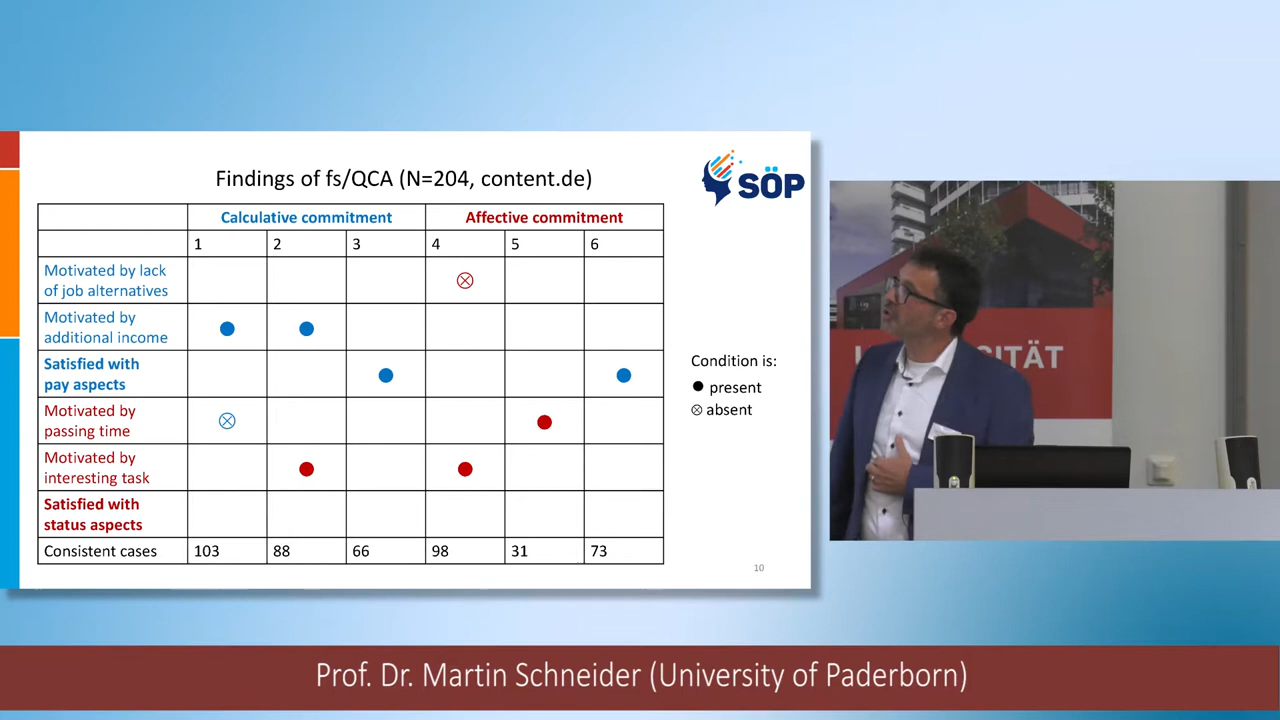 Findings of fs/QCA (N=204, content.de)
SÖP
Calculative commitment Affective commitment
1 2 3 4 5 6
Motivated by lack
of job alternatives
Motivated by
additional income
Satisfied with
pay aspects
Motivated by
passing time
Motivated by
interesting task
Satisfied with
status aspects
Consistent cases 103 88 66 98 31 73
Condition is:
present
absent
10
SITÄT
Prof. Dr. Martin Schneider (University of Paderborn)